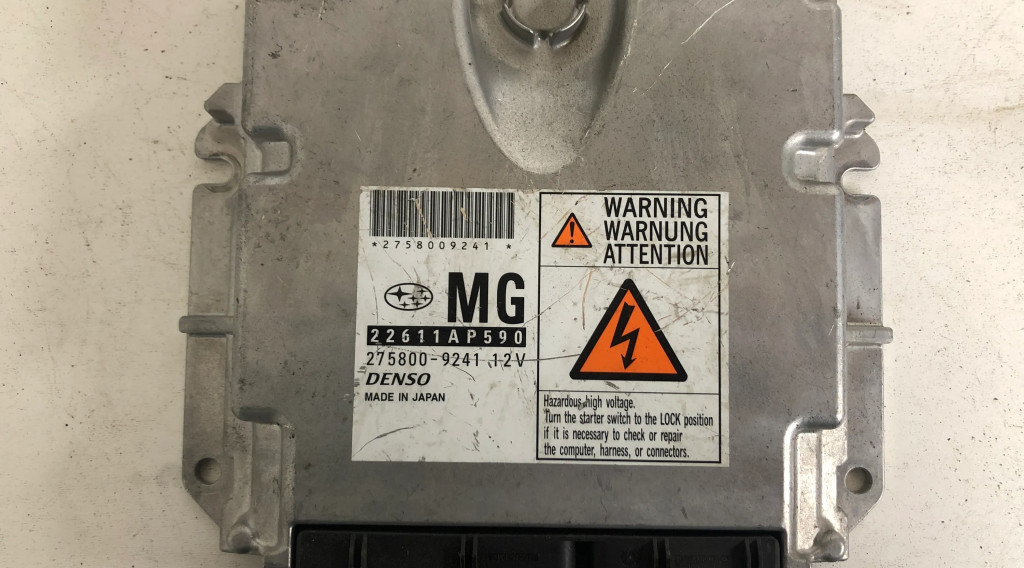 *2758009241*
MG
22611AP590
275800-9241 12V
DENSO
MADE IN JAPAN
WARNING
WARNUNG
ATTENTION
Hazardous high voltage.
Turn the starter switch to the LOCK position
if it is necessary to check or repair
the computer, harness, or connectors.